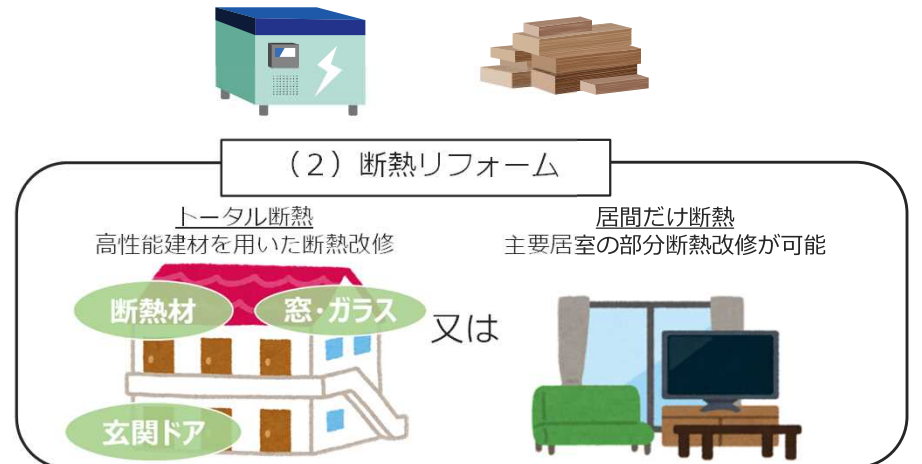 （2）断熱リフォーム
トータル断熱
高性能建材を用いた断熱改修
居間だけ断熱
主要居室の部分断熱改修が可能
断熱材
窓・ガラス
又は
玄関ドア